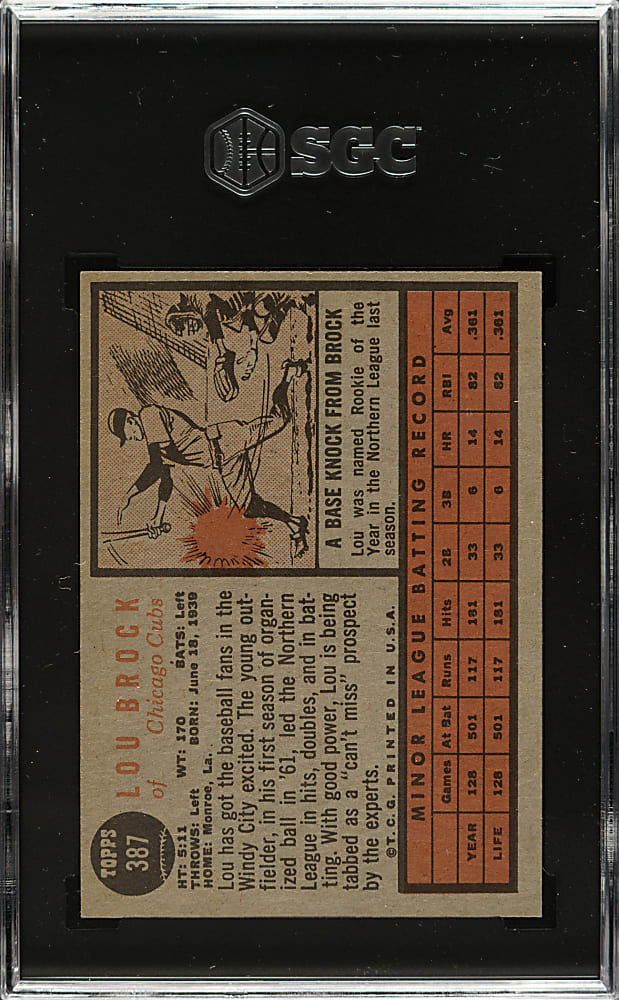 SGC
TOPPS
387
LOU BROCK
of Chicago Cubs
HT: 5:11 WT: 170 BATS: Left
THROWS: Left BORN: June 18, 1939
HOME: Monroe, La.
Lou has got the baseball fans in the
Windy City excited. The young out-
fielder, in his first season of organ-
ized ball in '61, led the Northern
League in hits, doubles, and in bat-
ting. With good power, Lou is being
tabbed as a "can't miss" prospect
by the experts.
©T.C.G. PRINTED IN U.S.A.
A BASE KNOCK FROM BROCK
Lou was named Rookie of the
Year in the Northern League last
season.
MINOR LEAGUE BATTING RECORD
Games At Bat Runs Hits 2B 3B HR RBI Avg
YEAR 128 501 117 181 33 6 14 82 .361
LIFE 128 501 117 181 33 6 14 82 .361